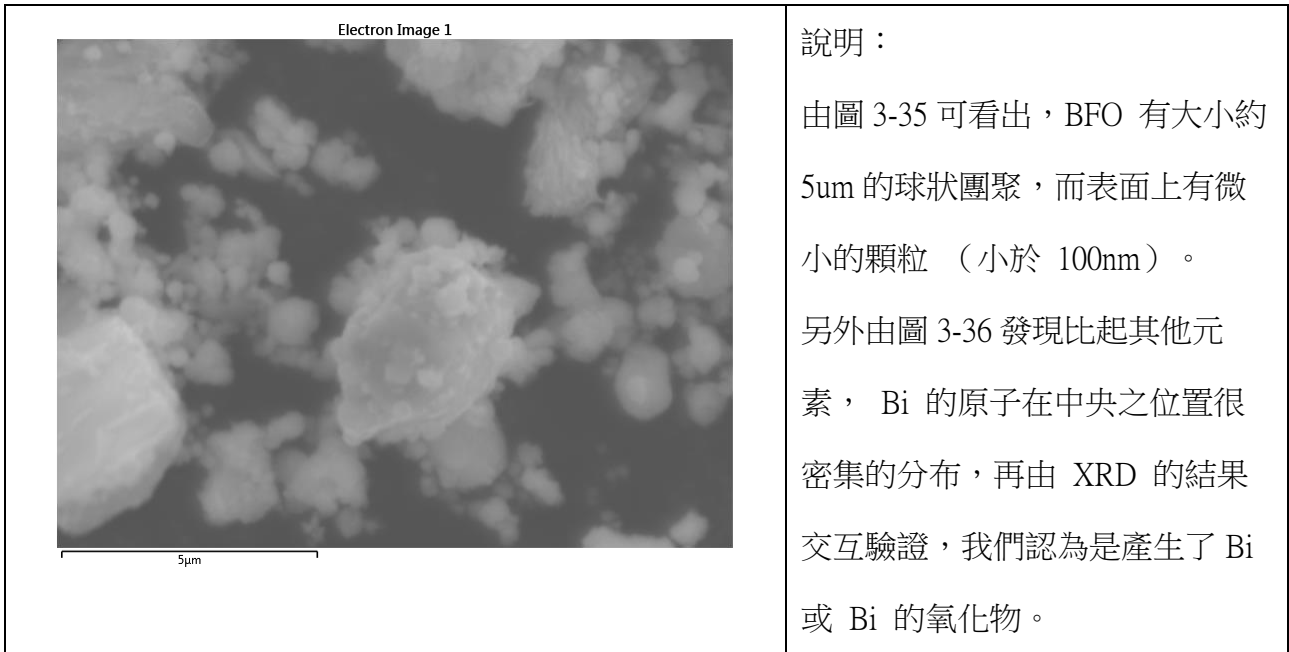 Electron Image 1
5µm
說明：
由圖 3-35 可看出，BFO 有大小約
5um 的球狀團聚，而表面上有微
小的顆粒 （小於 100nm）。
另外由圖 3-36 發現比起其他元
素， Bi 的原子在中央之位置很
密集的分布，再由 XRD 的結果
交互驗證，我們認為是產生了 Bi
或 Bi 的氧化物。